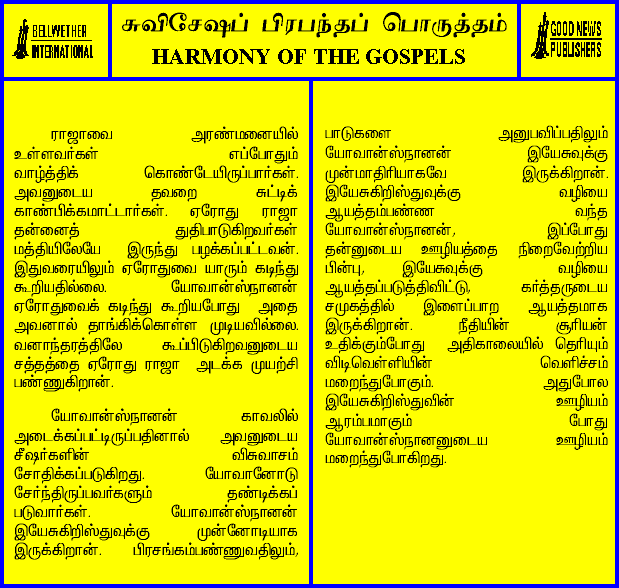 BELLWETHER
INTERNATIONAL
சுவிசேஷப் பிரபந்தப் பொருத்தம்
HARMONY OF THE GOSPELS
GOOD NEWS
PUBLISHERS
ராஜாவை அரண்மனையில்
உள்ளவர்கள் எப்போதும்
வாழ்த்திக் கொண்டேயிருப்பார்கள்.
அவனுடைய தவறை சுட்டிக்
காண்பிக்கமாட்டார்கள். ஏரோது ராஜா
தன்னைத் துதிபாடுகிறவர்கள்
மத்தியிலேயே இருந்து பழக்கப்பட்டவன்.
இதுவரையிலும் ஏரோதுவை யாரும் கடிந்து
கூறியதில்லை. யோவான்ஸ்நானன்
ஏரோதுவைக் கடிந்து கூறியபோது அதை
அவனால் தாங்கிக்கொள்ள முடியவில்லை.
வனாந்தரத்திலே கூப்பிடுகிறவனுடைய
சத்தத்தை ஏரோது ராஜா அடக்க முயற்சி
பண்ணுகிறான்.
யோவான்ஸ்நானன் காவலில்
அடைக்கப்பட்டிருப்பதினால் அவனுடைய
சீஷர்களின் விசுவாசம்
சோதிக்கப்படுகிறது. யோவானோடு
சேர்ந்திருப்பவர்களும் தண்டிக்கப்
படுவார்கள். யோவான்ஸ்நானன்
இயேசுகிறிஸ்துவுக்கு முன்னோடியாக
இருக்கிறான். பிரசங்கம்பண்ணுவதிலும்,
பாடுகளை அனுபவிப்பதிலும்
யோவான்ஸ்நானன் இயேசுவுக்கு
முன்மாதிரியாகவே இருக்கிறான்.
இயேசுகிறிஸ்துவுக்கு வழியை
ஆயத்தம்பண்ண வந்த
யோவான்ஸ்நானன், இப்போது
தன்னுடைய ஊழியத்தை நிறைவேற்றிய
பின்பு, இயேசுவுக்கு வழியை
ஆயத்தப்படுத்திவிட்டு, கர்த்தருடைய
சமுகத்தில் இளைப்பாற ஆயத்தமாக
இருக்கிறான். நீதியின் சூரியன்
உதிக்கும்போது அதிகாலையில் தெரியும்
விடிவெள்ளியின் வெளிச்சம்
மறைந்துபோகும். அதுபோல
இயேசுகிறிஸ்துவின் ஊழியம்
ஆரம்பமாகும் போது
யோவான்ஸ்நானனுடைய ஊழியம்
மறைந்துபோகிறது.